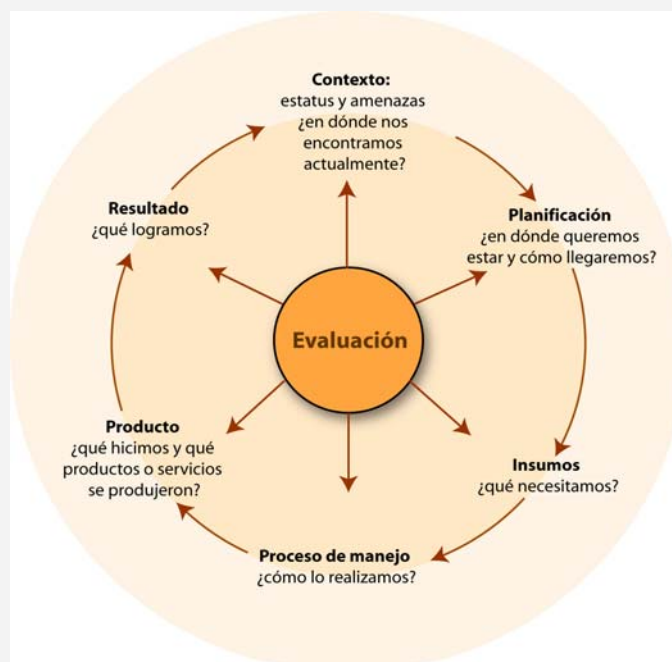 Contexto:
estatus y amenazas
¿en dónde nos
encontramos
actualmente?
Planificación
¿en dónde queremos
estar y cómo llegaremos?
Insumos
¿qué necesitamos?
Proceso de manejo
¿cómo lo realizamos?
Producto
¿qué hicimos y qué
productos o servicios
se produjeron?
Resultado
¿qué logramos?
Evaluación